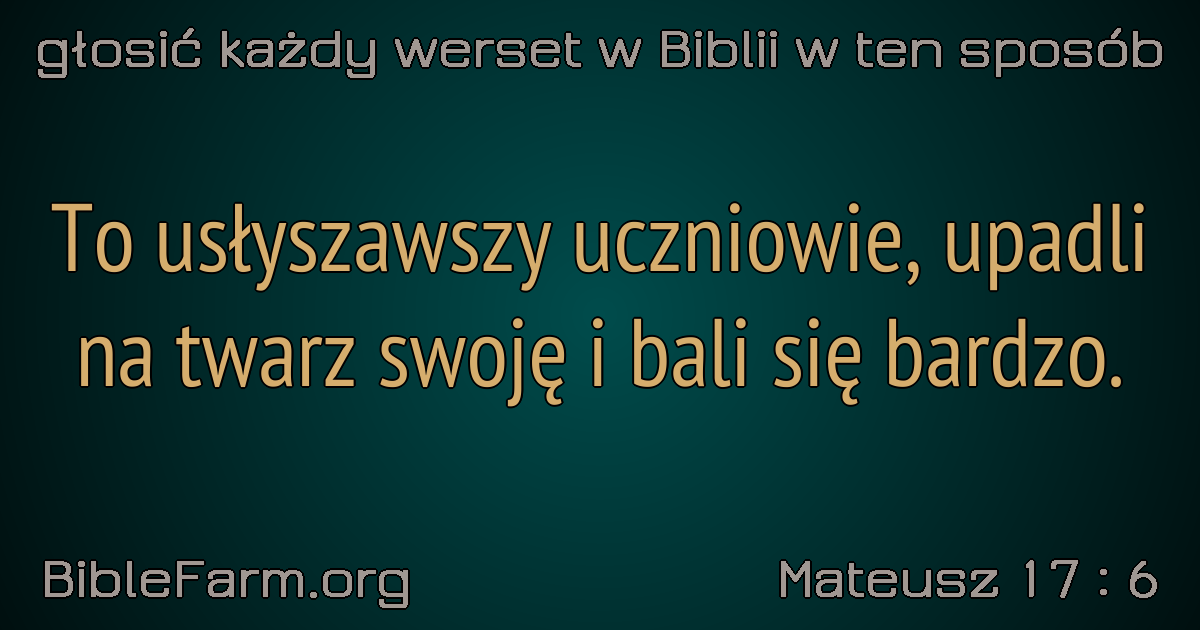 głosić każdy werset w Biblii w ten sposób
To usłyszawszy uczniowie, upadli
na twarz swoję i bali się bardzo.
BibleFarm.org
Mateusz 17 : 6